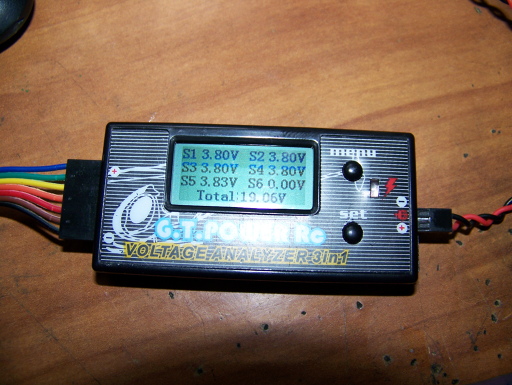 S1 3.80V S2 3.80V
S3 3.80V S4 3.80V
S5 3.83V S6 0.00V
Total:19.06V
menu
set
G.T.POWER Rc
VOLTAGE ANALYZER-3in1